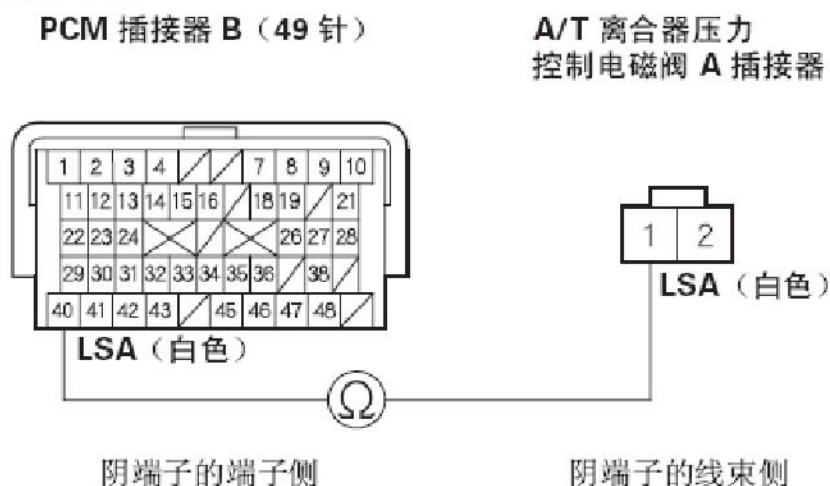 PCM 插接器 B（49 针）
A/T 离合器压力
控制电磁阀 A 插接器
1 2 3 4 7 8 9 10
11 12 13 14 15 16 18 19 21
22 23 24 26 27 28
29 30 31 32 33 34 35 36 38
40 41 42 43 45 46 47 48
LSA（白色）
1 2
LSA（白色）
Ω
阴端子的端子侧
阴端子的线束侧